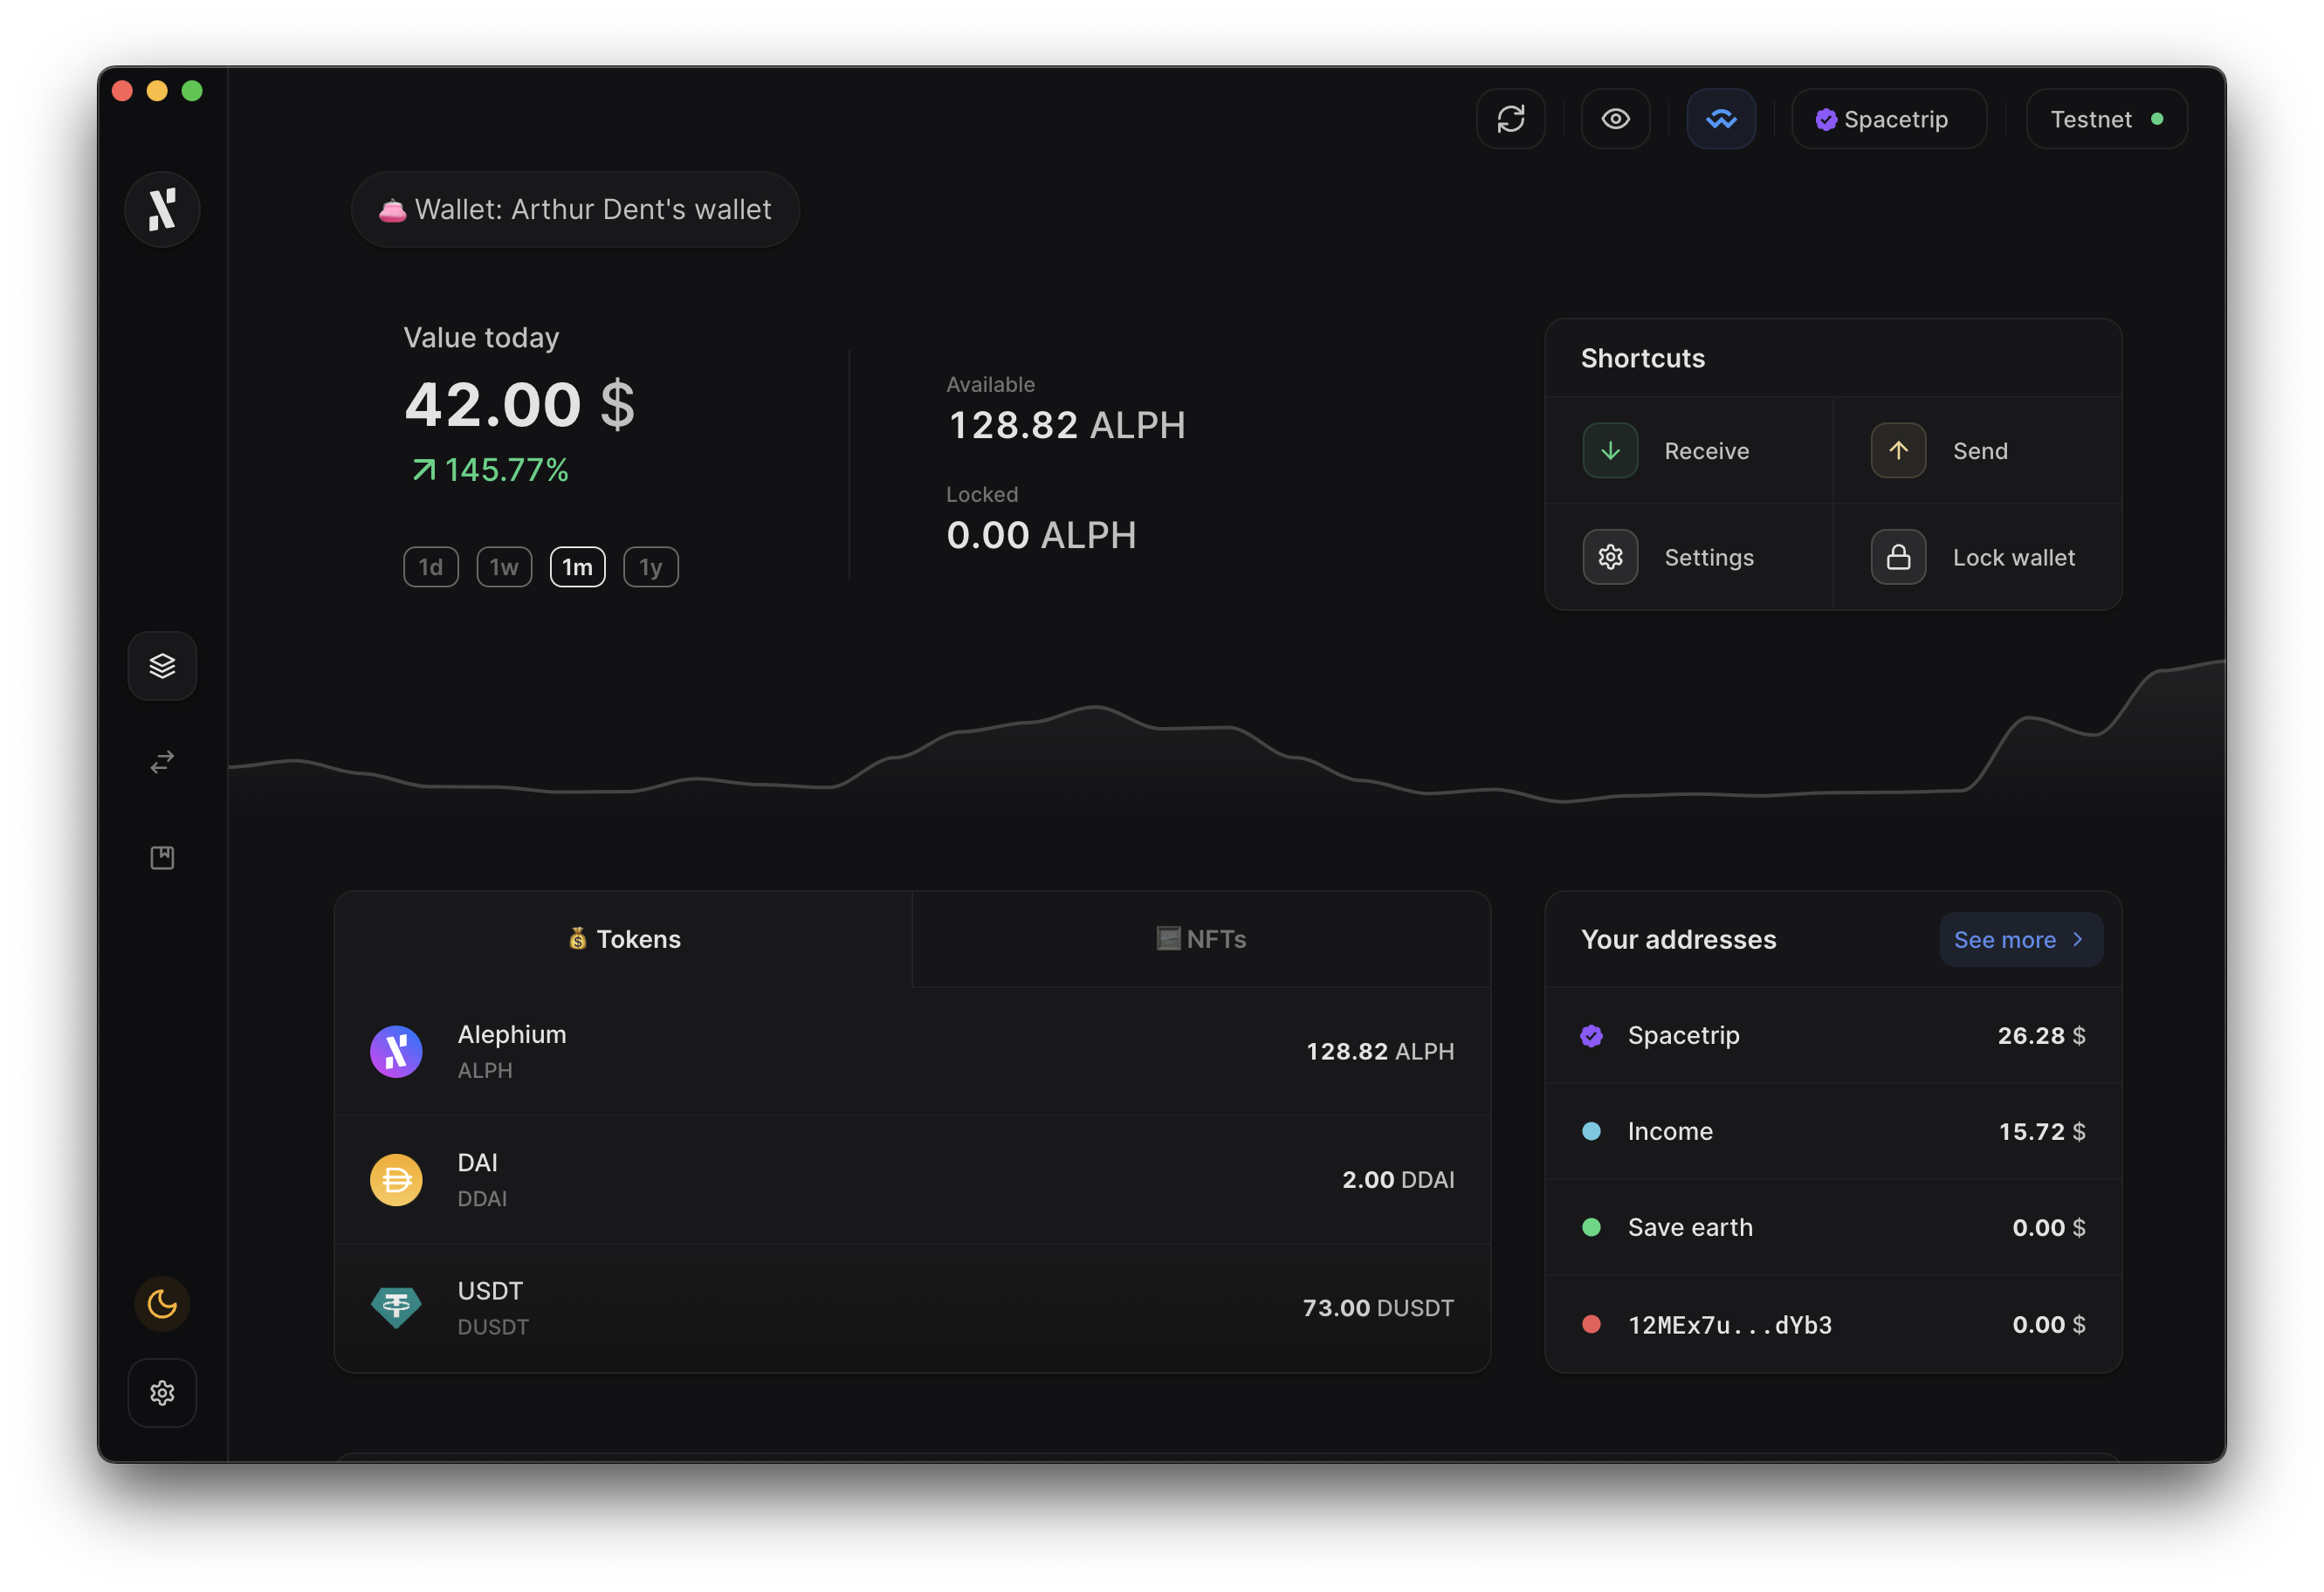 Spacetrip
Testnet
Wallet: Arthur Dent's wallet
Value today
42.00 $
145.77%
1d 1w 1m 1y
Available
128.82 ALPH
Locked
0.00 ALPH
Shortcuts
Receive
Send
Settings
Lock wallet
Tokens
NFTs
Alephium
ALPH
128.82 ALPH
DAI
DDAI
2.00 DDAI
USDT
DUSDT
73.00 DUSDT
Your addresses
See more
Spacetrip 26.28 $
Income 15.72 $
Save earth 0.00 $
12MEx7u...dYb3 0.00 $